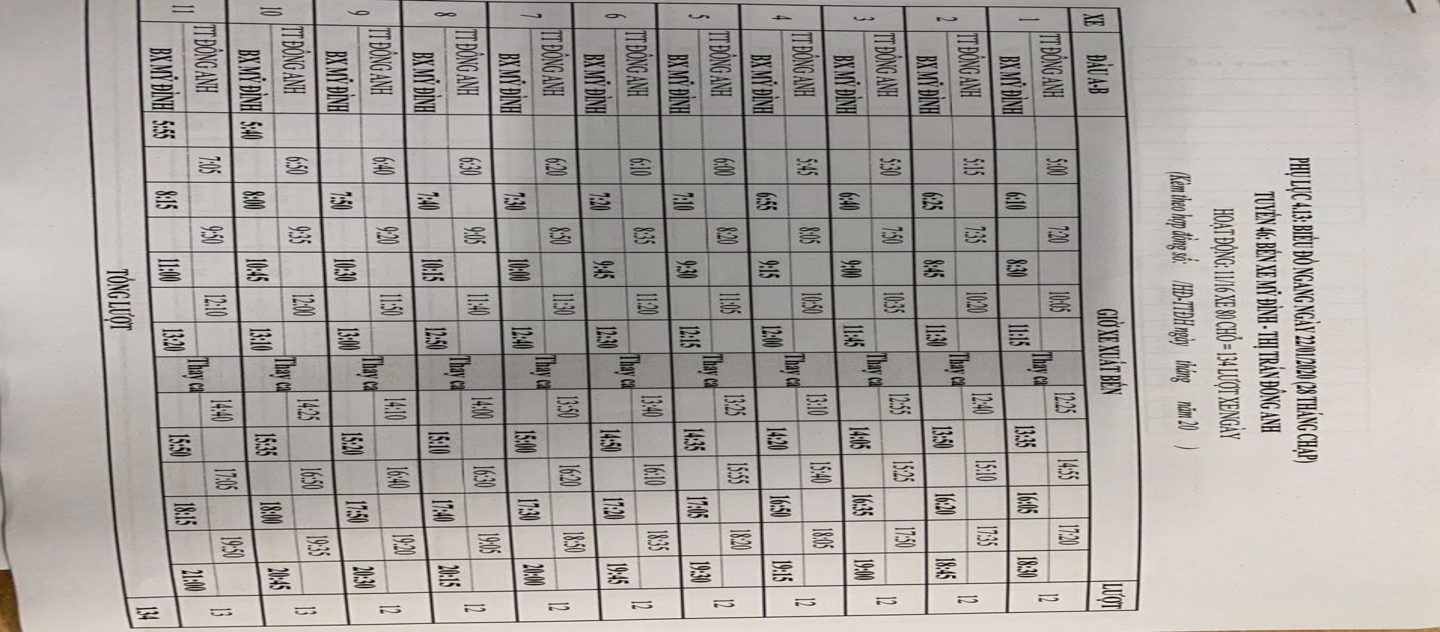 PHỤ LỤC 4.13: BIỂU ĐỒ NGANG NGÀY 22/01/2020 (28 THÁNG CHẠP)
TUYẾN 46: BẾN XE MỸ ĐÌNH - THỊ TRẤN ĐÔNG ANH
HOẠT ĐỘNG: 11/16 XE 80 CHỖ = 134 LƯỢT XE/NGÀY
(Kèm theo hợp đồng số: /HĐ-TTĐH ngày tháng năm 20 )
XE ĐẦU A-B GIỜ XE XUẤT BẾN LƯỢT
1 TT ĐÔNG ANH 5:00 7:20 10:05 Thay ca 12:25 14:55 17:20 12
BX MỸ ĐÌNH 6:10 8:30 11:15 13:35 16:05 18:30
2 TT ĐÔNG ANH 5:15 7:35 10:20 Thay ca 12:40 15:10 17:35 12
BX MỸ ĐÌNH 6:25 8:45 11:30 13:50 16:20 18:45
3 TT ĐÔNG ANH 5:30 7:50 10:35 Thay ca 12:55 15:25 17:50 12
BX MỸ ĐÌNH 6:40 9:00 11:45 14:05 16:35 19:00
4 TT ĐÔNG ANH 5:45 8:05 10:50 Thay ca 13:10 15:40 18:05 12
BX MỸ ĐÌNH 6:55 9:15 12:00 14:20 16:50 19:15
5 TT ĐÔNG ANH 6:00 8:20 11:05 Thay ca 13:25 15:55 18:20 12
BX MỸ ĐÌNH 7:10 9:30 12:15 14:35 17:05 19:30
6 TT ĐÔNG ANH 6:10 8:35 11:20 Thay ca 13:40 16:10 18:35 12
BX MỸ ĐÌNH 7:20 9:45 12:30 14:50 17:20 19:45
7 TT ĐÔNG ANH 6:20 8:50 11:30 Thay ca 13:50 16:20 18:50 12
BX MỸ ĐÌNH 7:30 10:00 12:40 15:00 17:30 20:00
8 TT ĐÔNG ANH 6:30 9:05 11:40 Thay ca 14:00 16:30 19:05 12
BX MỸ ĐÌNH 7:40 10:15 12:50 15:10 17:40 20:15
9 TT ĐÔNG ANH 6:40 9:20 11:50 Thay ca 14:10 16:40 19:20 12
BX MỸ ĐÌNH 7:50 10:30 13:00 15:20 17:50 20:30
10 TT ĐÔNG ANH 6:50 9:35 12:00 Thay ca 14:25 16:50 19:35 13
BX MỸ ĐÌNH 5:40 8:00 10:45 13:10 15:35 18:00 20:45
11 TT ĐÔNG ANH 7:05 9:50 12:10 Thay ca 14:40 17:05 19:50 13
BX MỸ ĐÌNH 5:55 8:15 11:00 13:20 15:50 18:15 21:00
TỔNG LƯỢT 134